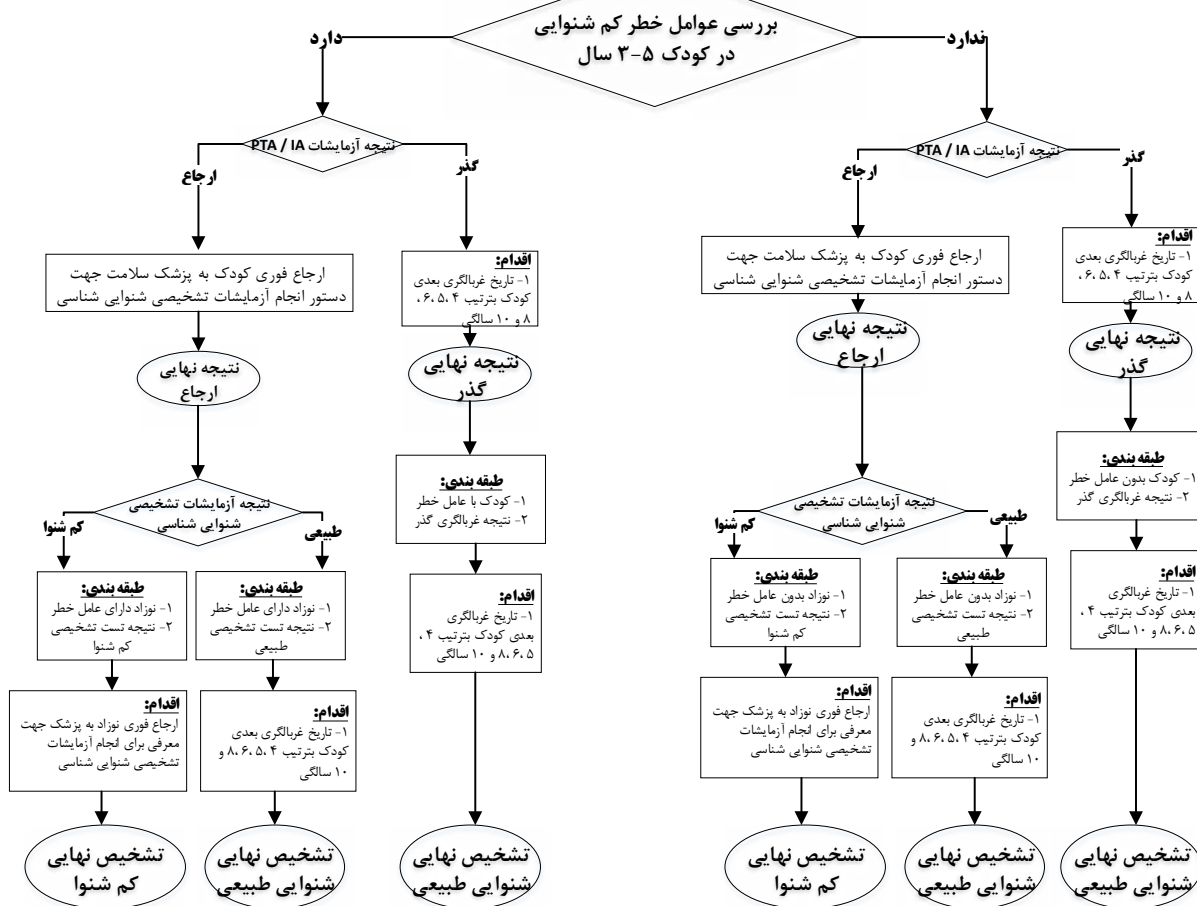 بررسی عوامل خطر کم شنوایی
در کودک ۵-۳ سال
ندارد
دارد
نتیجه آزمایشات PTA / IA
گذر
ارجاع
اقدام:
۱- تاریخ غربالگری بعدی
کودک بترتیب ۴ ،۵ ،۶ ،
۸ و ۱۰ سالگی
ارجاع فوری کودک به پزشک سلامت جهت
دستور انجام آزمایشات تشخیصی شنوایی شناسی
نتیجه نهایی
گذر
نتیجه نهایی
ارجاع
طبقه بندی:
۱- کودک بدون عامل خطر
۲- نتیجه غربالگری گذر
نتیجه آزمایشات تشخیصی
شنوایی شناسی
طبیعی
کم شنوا
اقدام:
۱- تاریخ غربالگری
بعدی کودک بترتیب ۴ ،
۵ ،۶ ،۸ و ۱۰ سالگی
طبقه بندی:
۱- نوزاد بدون عامل خطر
۲- نتیجه تست تشخیصی
طبیعی
طبقه بندی:
۱- نوزاد بدون عامل خطر
۲- نتیجه تست تشخیصی
کم شنوا
اقدام:
۱- تاریخ غربالگری بعدی
کودک بترتیب ۴ ،۵ ،۶ ،۸ و
۱۰ سالگی
اقدام:
ارجاع فوری نوزاد به پزشک جهت
معرفی برای انجام آزمایشات
تشخیصی شنوایی شناسی
تشخیص نهایی
شنوایی طبیعی
تشخیص نهایی
شنوایی طبیعی
تشخیص نهایی
کم شنوا
نتیجه آزمایشات PTA / IA
گذر
ارجاع
اقدام:
۱- تاریخ غربالگری بعدی
کودک بترتیب ۴ ،۵ ،۶ ،
۸ و ۱۰ سالگی
ارجاع فوری کودک به پزشک سلامت جهت
دستور انجام آزمایشات تشخیصی شنوایی شناسی
نتیجه نهایی
گذر
نتیجه نهایی
ارجاع
طبقه بندی:
۱- کودک با عامل خطر
۲- نتیجه غربالگری گذر
نتیجه آزمایشات تشخیصی
شنوایی شناسی
طبیعی
کم شنوا
اقدام:
۱- تاریخ غربالگری
بعدی کودک بترتیب ۴ ،
۵ ،۶ ،۸ و ۱۰ سالگی
طبقه بندی:
۱- نوزاد دارای عامل خطر
۲- نتیجه تست تشخیصی
طبیعی
طبقه بندی:
۱- نوزاد دارای عامل خطر
۲- نتیجه تست تشخیصی
کم شنوا
اقدام:
۱- تاریخ غربالگری بعدی
کودک بترتیب ۴ ،۵ ،۶ ،۸ و
۱۰ سالگی
اقدام:
ارجاع فوری نوزاد به پزشک جهت
معرفی برای انجام آزمایشات
تشخیصی شنوایی شناسی
تشخیص نهایی
شنوایی طبیعی
تشخیص نهایی
شنوایی طبیعی
تشخیص نهایی
کم شنوا